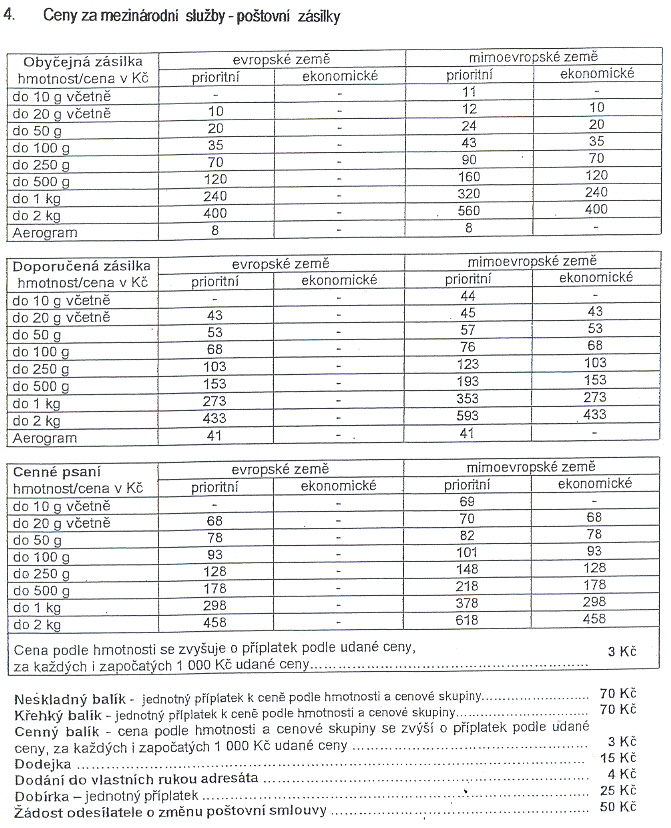 4. Ceny za mezinárodní služby - poštovní zásilky
Obyčejná zásilka evropské země mimoevropské země
hmotnost/cena v Kč prioritní ekonomické prioritní ekonomické
do 10 g včetně - - 11 -
do 20 g včetně 10 - 12 10
do 50 g 20 - 24 20
do 100 g 35 - 43 35
do 250 g 70 - 90 70
do 500 g 120 - 160 120
do 1 kg 240 - 320 240
do 2 kg 400 - 560 400
Aerogram 8 - 8 -
Doporučená zásilka evropské země mimoevropské země
hmotnost/cena v Kč prioritní ekonomické prioritní ekonomické
do 10 g včetně - - 44 -
do 20 g včetně 43 - 45 43
do 50 g 53 - 57 53
do 100 g 68 - 76 68
do 250 g 103 - 123 103
do 500 g 153 - 193 153
do 1 kg 273 - 353 273
do 2 kg 433 - 593 433
Aerogram 41 - 41 -
Cenné psaní evropské země mimoevropské země
hmotnost/cena v Kč prioritní ekonomické prioritní ekonomické
do 10 g včetně - - 69 -
do 20 g včetně 68 - 70 68
do 50 g 78 - 82 78
do 100 g 93 - 101 93
do 250 g 128 - 148 128
do 500 g 178 - 218 178
do 1 kg 298 - 378 298
do 2 kg 458 - 618 458
Cena podle hmotnosti se zvyšuje o příplatek podle udané ceny,
za každých i započatých 1 000 Kč udané ceny........ 3 Kč
Neskladný balík - jednotný příplatek k ceně podle hmotnosti a cenové skupiny........ 70 Kč
Křehký balík - jednotný příplatek k ceně podle hmotnosti a cenové skupiny........ 70 Kč
Cenný balík - cena podle hmotnosti a cenové skupiny se zvýší o příplatek podle udané
ceny, za každých i započatých 1 000 Kč udané ceny ........ 3 Kč
Dodejka ........ 15 Kč
Dodání do vlastních rukou adresáta ........ 4 Kč
Dobírka – jednotný příplatek ........ 25 Kč
Žádost odesílatele o změnu poštovní smlouvy ........ 50 Kč